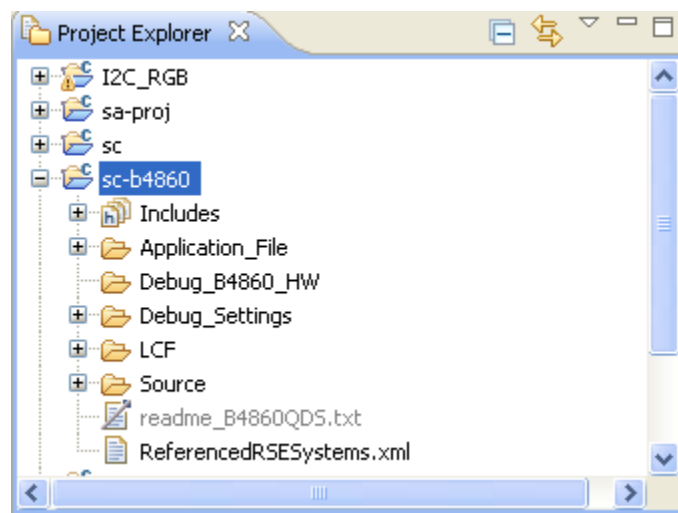 Project Explorer
I2C_RGB
sa-proj
sc
sc-b4860
Includes
Application_File
Debug_B4860_HW
Debug_Settings
LCF
Source
readme_B4860QDS.txt
ReferencedRSESystems.xml